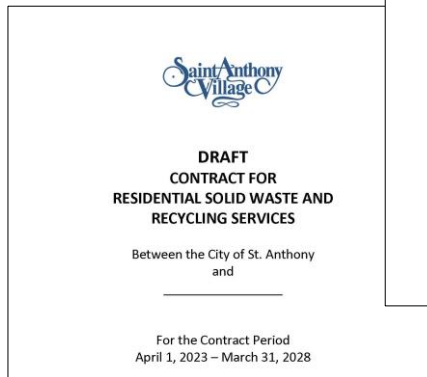 Saint Anthony
Village
DRAFT
CONTRACT FOR
RESIDENTIAL SOLID WASTE AND
RECYCLING SERVICES
Between the City of St. Anthony
and
For the Contract Period
April 1, 2023 – March 31, 2028